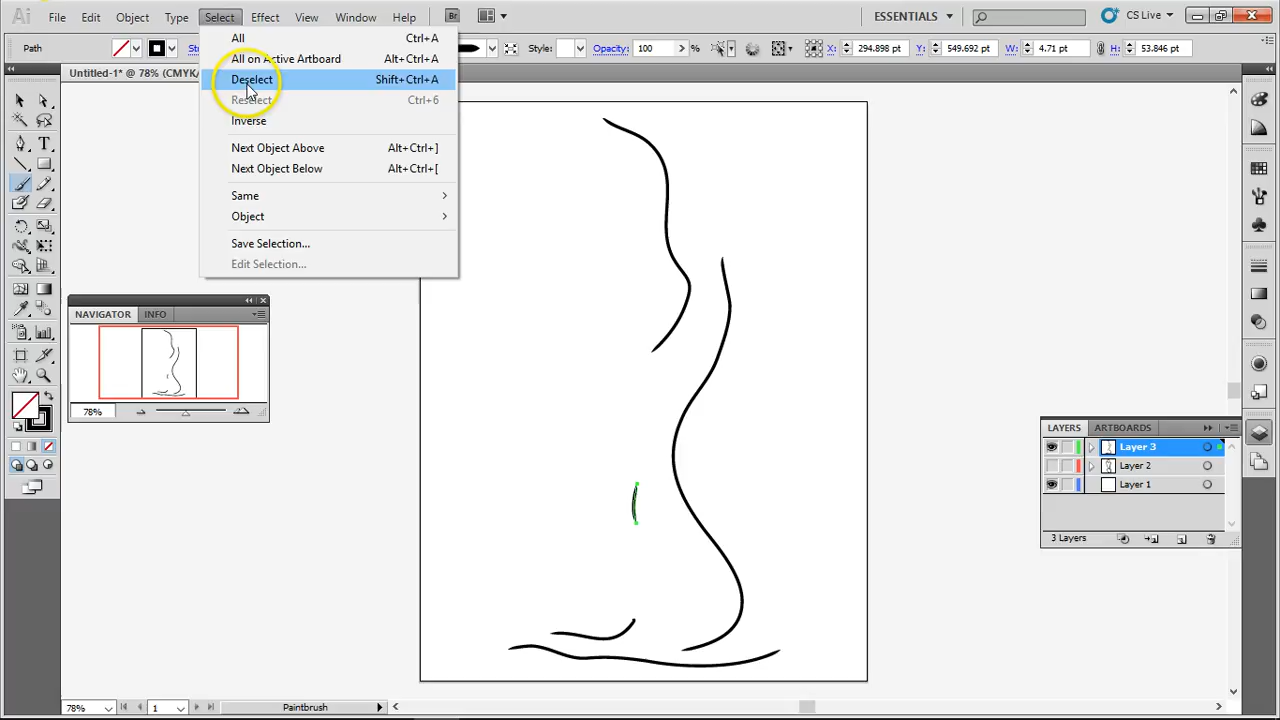 Ai File Edit Object Type Select Effect View Window Help Br ESSENTIALS CS Live
Path Style: Opacity: 100 X: 294.898 pt Y: 549.692 pt W: 4.71 pt H: 53.846 pt
Untitled-1* @ 78% (CMYK/
All Ctrl+A
All on Active Artboard Alt+Ctrl+A
Deselect Shift+Ctrl+A
Reselect Ctrl+6
Inverse
Next Object Above Alt+Ctrl+]
Next Object Below Alt+Ctrl+[
Same
Object
Save Selection...
Edit Selection...
NAVIGATOR INFO
78%
LAYERS ARTBOARDS
Layer 3
Layer 2
Layer 1
3 Layers
78% 1 Paintbrush